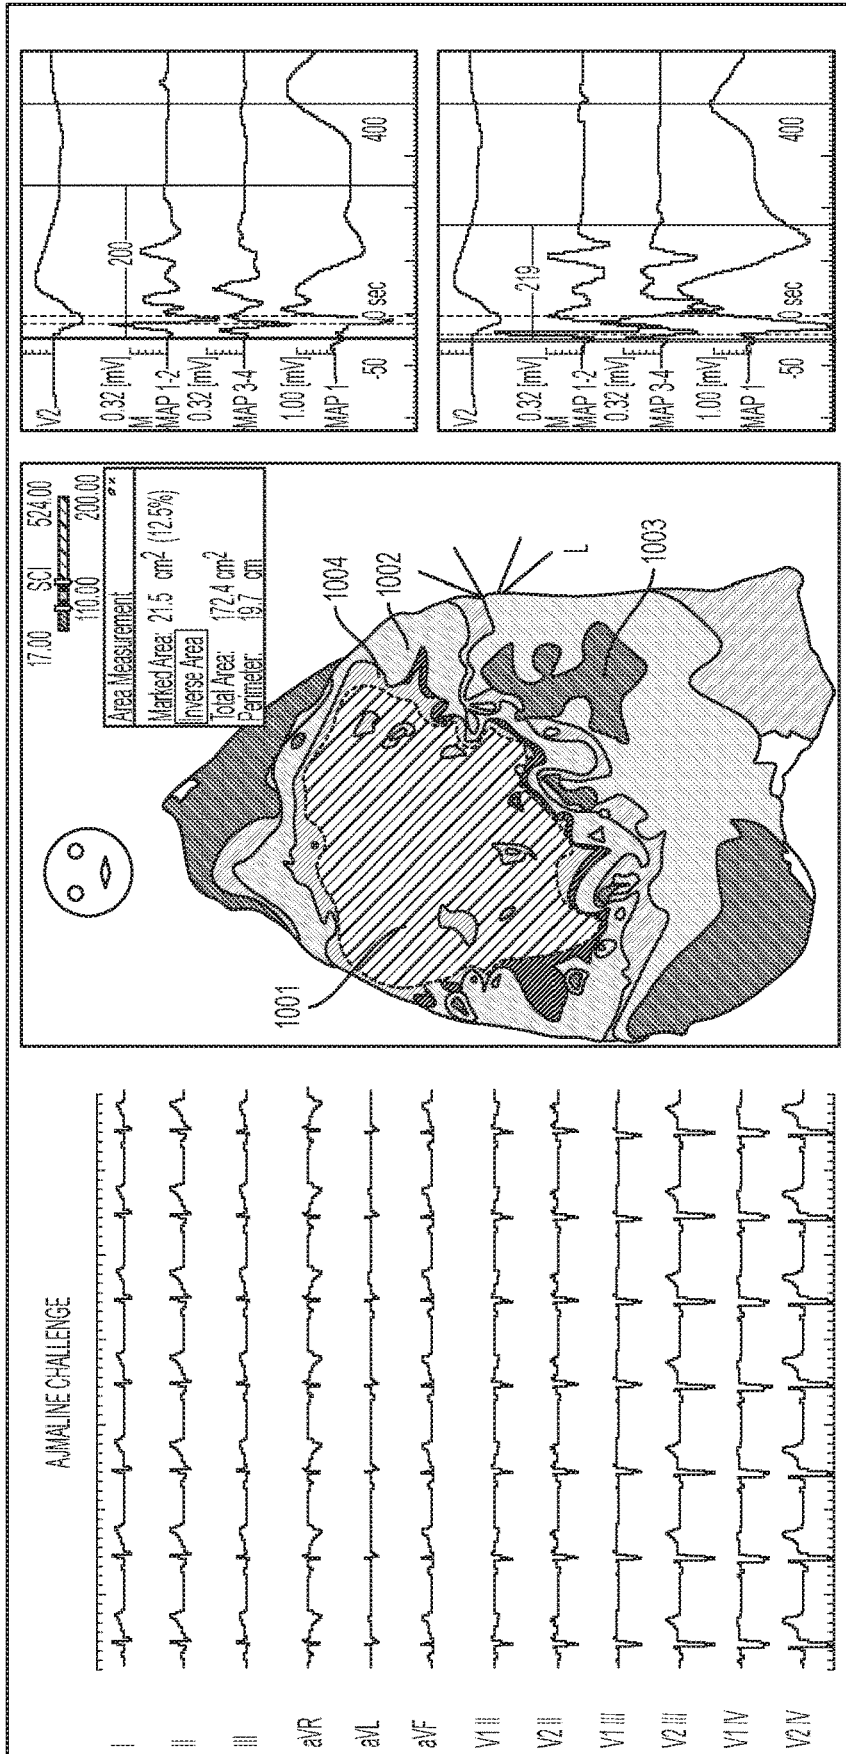 AJMALINE CHALLENGE
I
II
III
aVR
aVL
aVF
V1 II
V2 II
V1 III
V2 III
V1 IV
V2 IV
17.00 SCI 524.00
110.00 200.00
Area Measurement
Marked Area: 21.5 cm² (12.5%)
Inverse Area
Total Area: 172.4 cm²
Perimeter: 19.7 cm
1001
1004
1002
L
1003
V2
200
0.32 [mV]
M
MAP 1-2
0.32 [mV]
MAP 3-4
1.00 [mV]
MAP 1
-50
0 sec
400
V2
219
0.32 [mV]
M
MAP 1-2
0.32 [mV]
MAP 3-4
1.00 [mV]
MAP 1
-50
0 sec
400